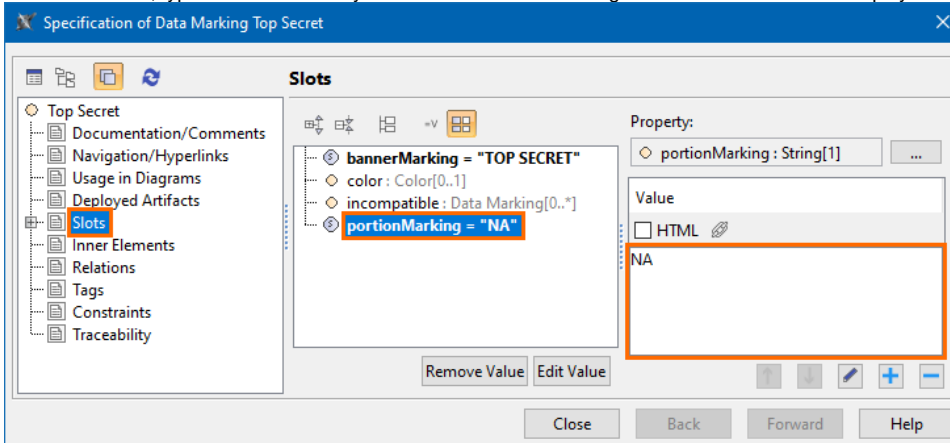 Specification of Data Marking Top Secret
Top Secret
Documentation/Comments
Navigation/Hyperlinks
Usage in Diagrams
Deployed Artifacts
Slots
Inner Elements
Relations
Tags
Constraints
Traceability
Slots
bannerMarking = "TOP SECRET"
color : Color[0..1]
incompatible : Data Marking[0..*]
portionMarking = "NA"
Remove Value
Edit Value
Property:
portionMarking : String[1]
...
Value
HTML
NA
Close
Back
Forward
Help